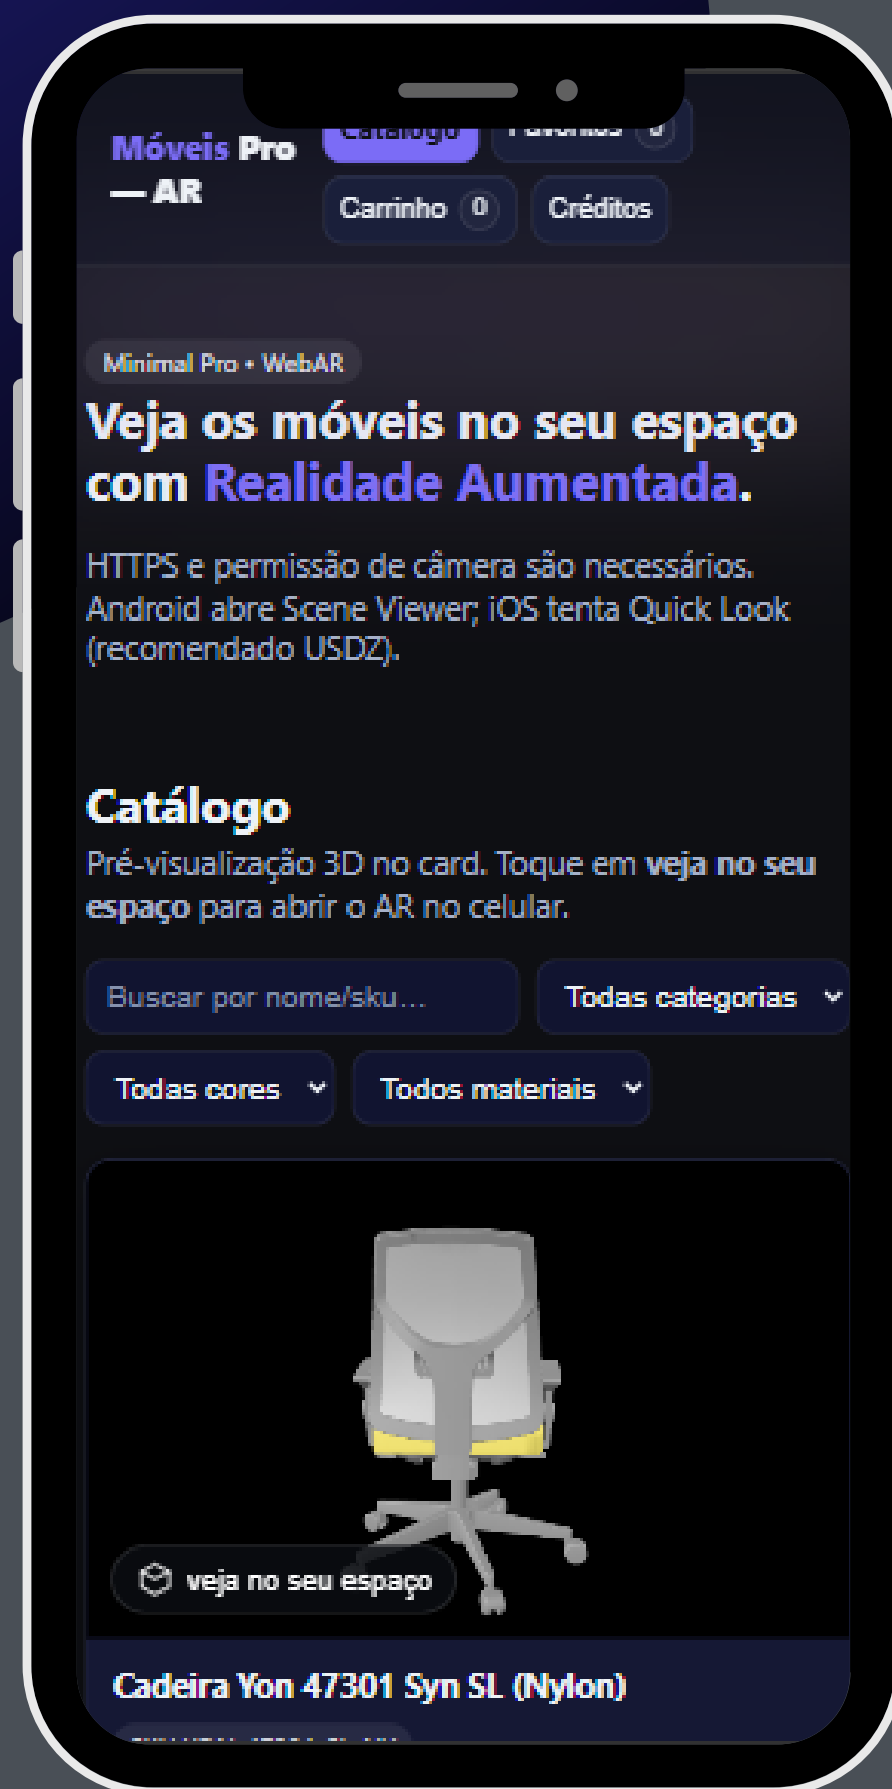 Móveis Pro
— AR
Catálogo
Favoritos 0
Carrinho 0
Créditos
Minimal Pro • WebAR
Veja os móveis no seu espaço
com Realidade Aumentada.
HTTPS e permissão de câmera são necessários.
Android abre Scene Viewer; iOS tenta Quick Look
(recomendado USDZ).
Catálogo
Pré-visualização 3D no card. Toque em veja no seu
espaço para abrir o AR no celular.
Buscar por nome/sku...
Todas categorias
Todas cores
Todos materiais
veja no seu espaço
Cadeira Yon 47301 Syn SL (Nylon)